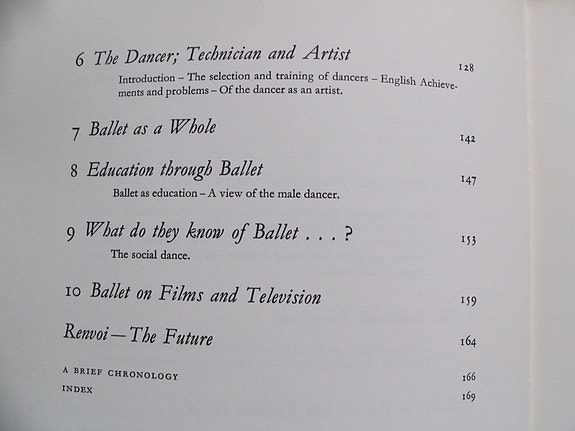 6 The Dancer; Technician and Artist 128
Introduction – The selection and training of dancers – English Achieve-
ments and problems – Of the dancer as an artist.
7 Ballet as a Whole 142
8 Education through Ballet 147
Ballet as education – A view of the male dancer.
9 What do they know of Ballet . . . ? 153
The social dance.
10 Ballet on Films and Television 159
Renvoi — The Future 164
A BRIEF CHRONOLOGY 166
INDEX 169